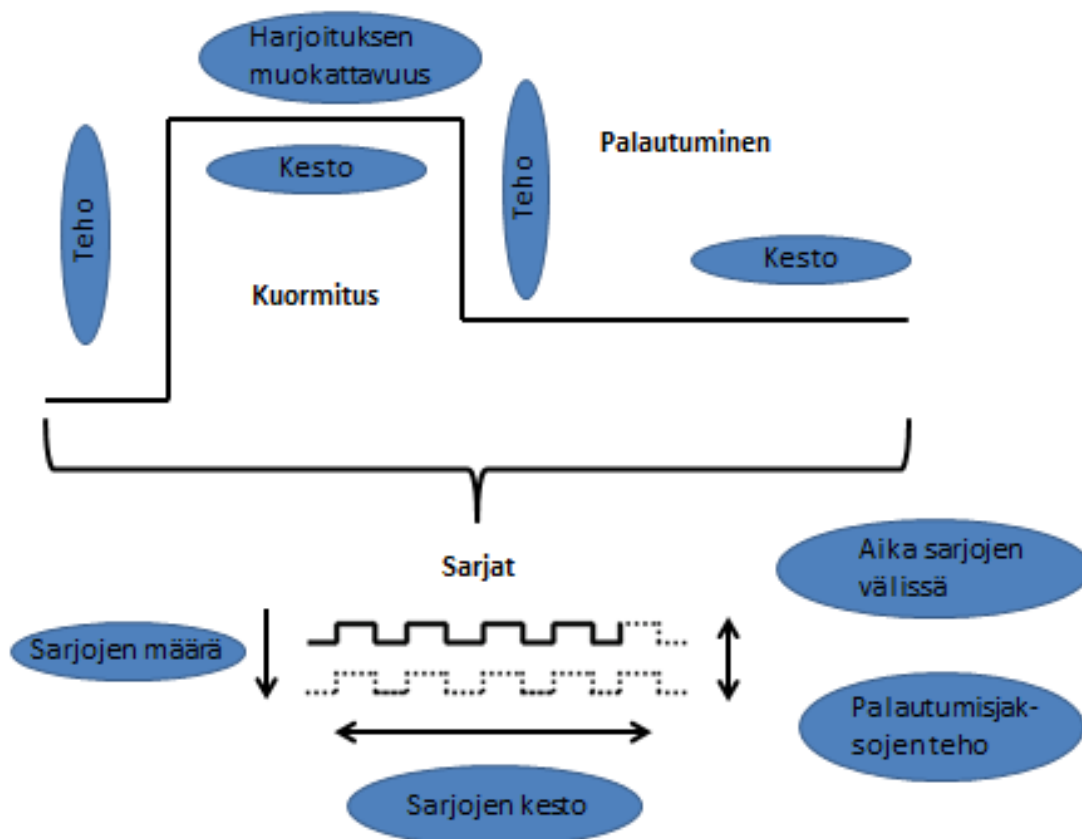 Harjoituksen
muokattavuus
Teho
Kesto
Teho
Palautuminen
Kesto
Kuormitus
Sarjat
Aika sarjojen
välissä
Sarjojen määrä
Palautumisjak-
sojen teho
Sarjojen kesto